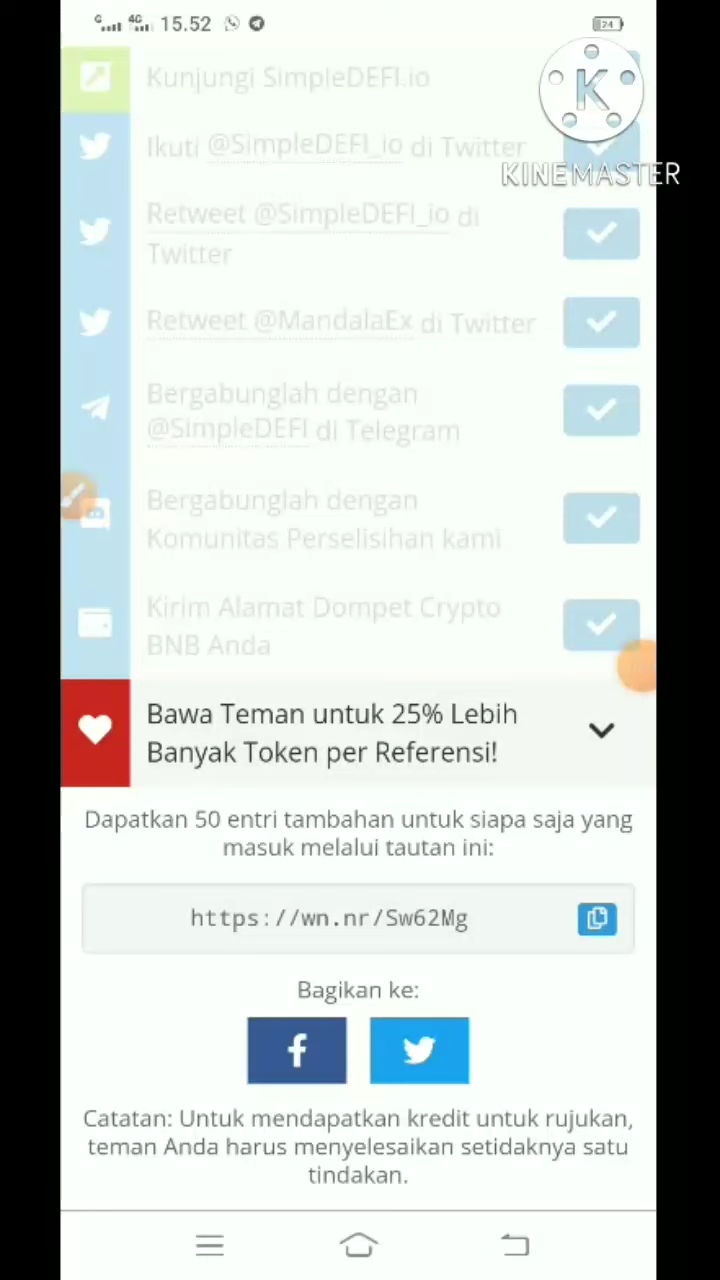 G 4G 15.52 24
Kunjungi SimpleDEFI.io
K
KINEMASTER
Ikuti @SimpleDEFI_io di Twitter
Retweet @SimpleDEFI_io di
Twitter
Retweet @MandalaEx di Twitter
Bergabunglah dengan
@SimpleDEFI di Telegram
Bergabunglah dengan
Komunitas Perselisihan kami
Kirim Alamat Dompet Crypto
BNB Anda
Bawa Teman untuk 25% Lebih
Banyak Token per Referensi!
Dapatkan 50 entri tambahan untuk siapa saja yang
masuk melalui tautan ini:
https://wn.nr/Sw62Mg
Bagikan ke:
f
Catatan: Untuk mendapatkan kredit untuk rujukan,
teman Anda harus menyelesaikan setidaknya satu
tindakan.